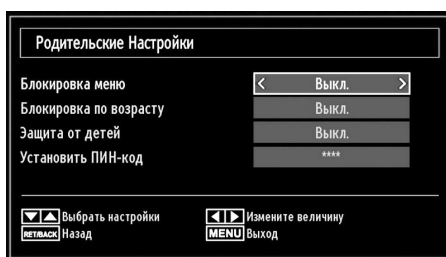 Родительские Настройки
Блокировка меню < Выкл. >
Блокировка по возрасту Выкл.
Эащита от детей Выкл.
Установить ПИН-код ****
Выбрать настройки Измените величину
RET/BACK Назад MENU Выход